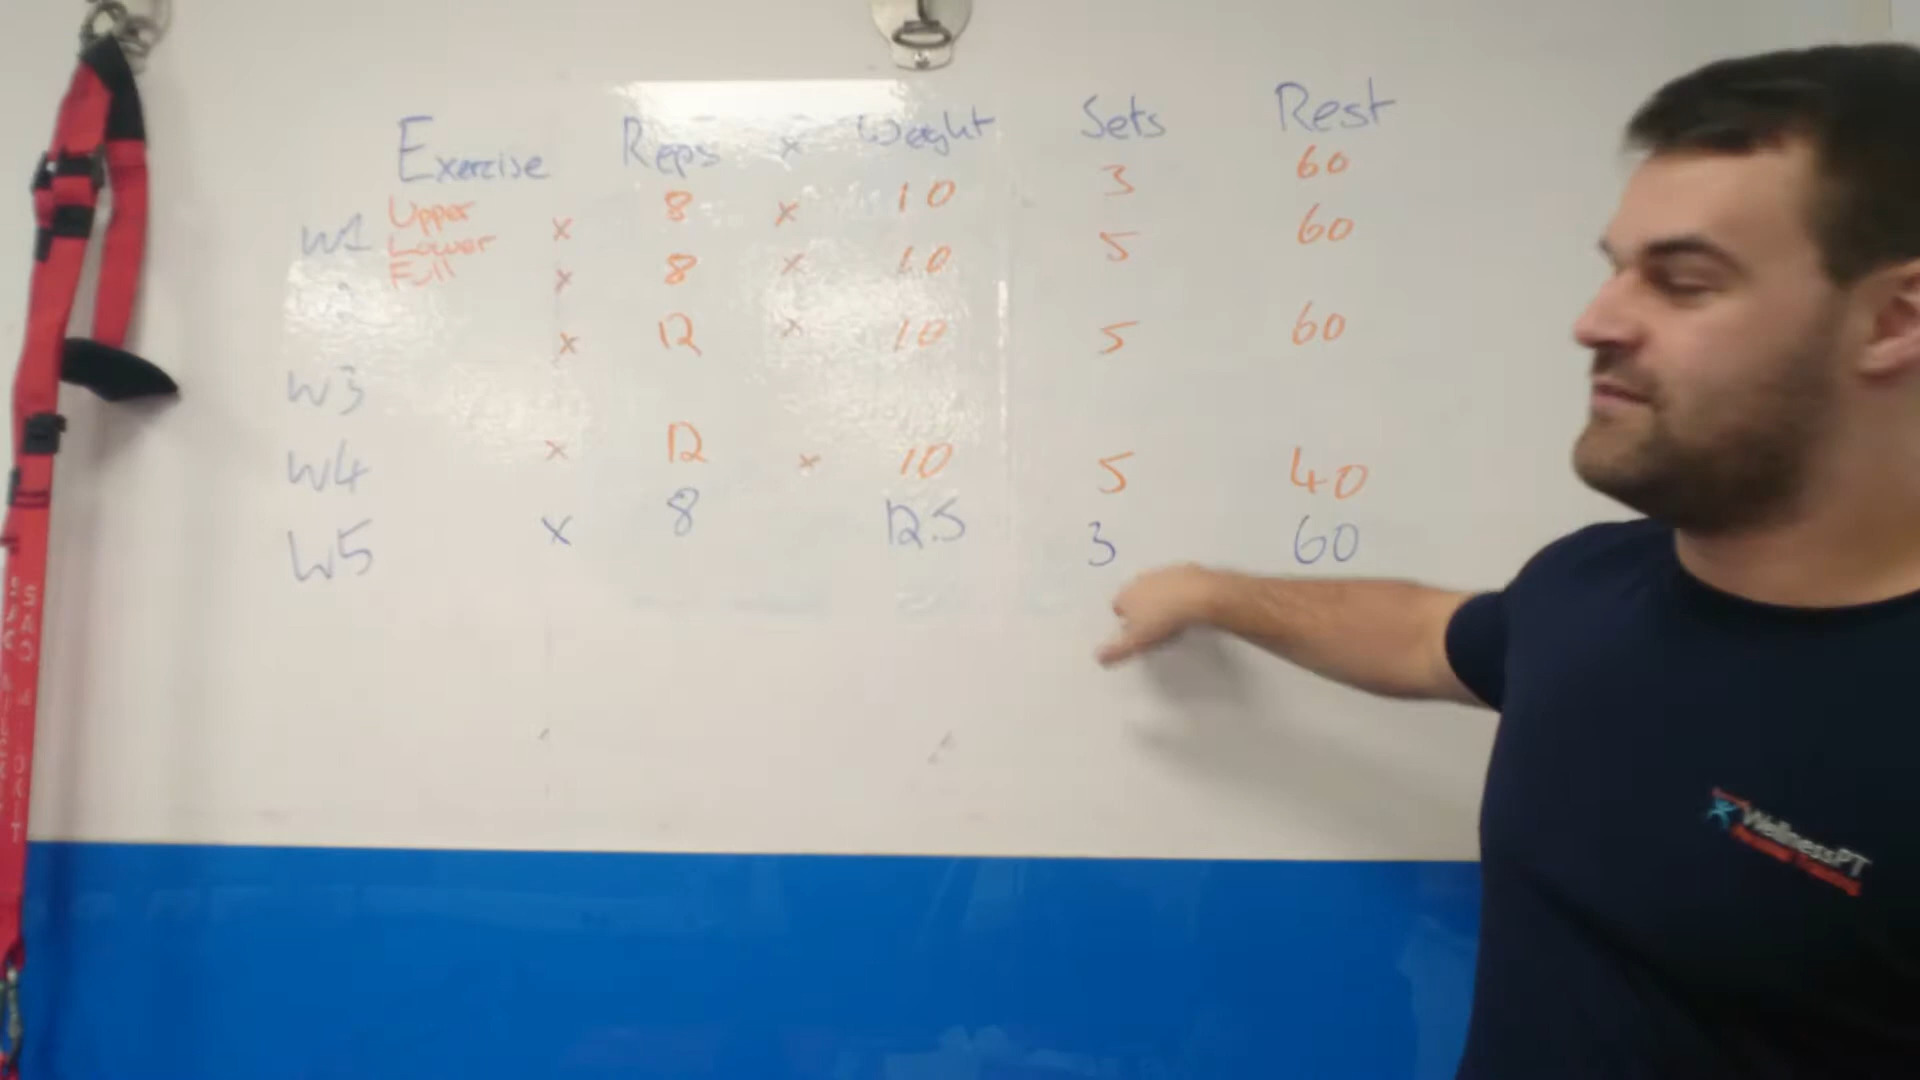 Exercise Reps x Weight Sets Rest
W1 Upper x 8 x 10 3 60
Lower
Full x 8 x 10 5 60
x 12 x 10 5 60
W3
W4 x 12 x 10 5 40
W5 x 8 12.5 3 60
WellnessPT